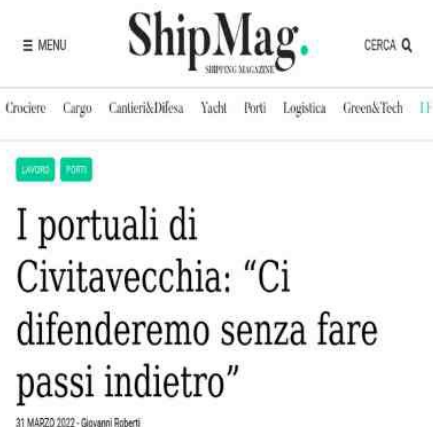 MENU
ShipMag.
SHIPPING MAGAZINE
CERCA
Crociere Cargo Cantieri&Difesa Yacht Porti Logistica Green&Tech
LAVORO PORTI
I portuali di
Civitavecchia: “Ci
difenderemo senza fare
passi indietro”
31 MARZO 2022 - Giovanni Roberti